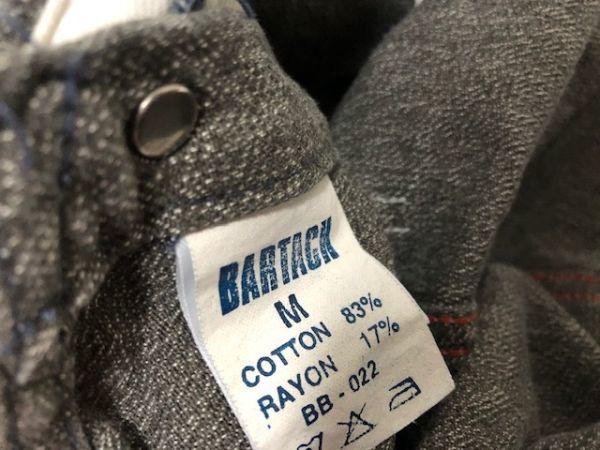 BARTACK
M
COTTON 83%
RAYON 17%
BB-022